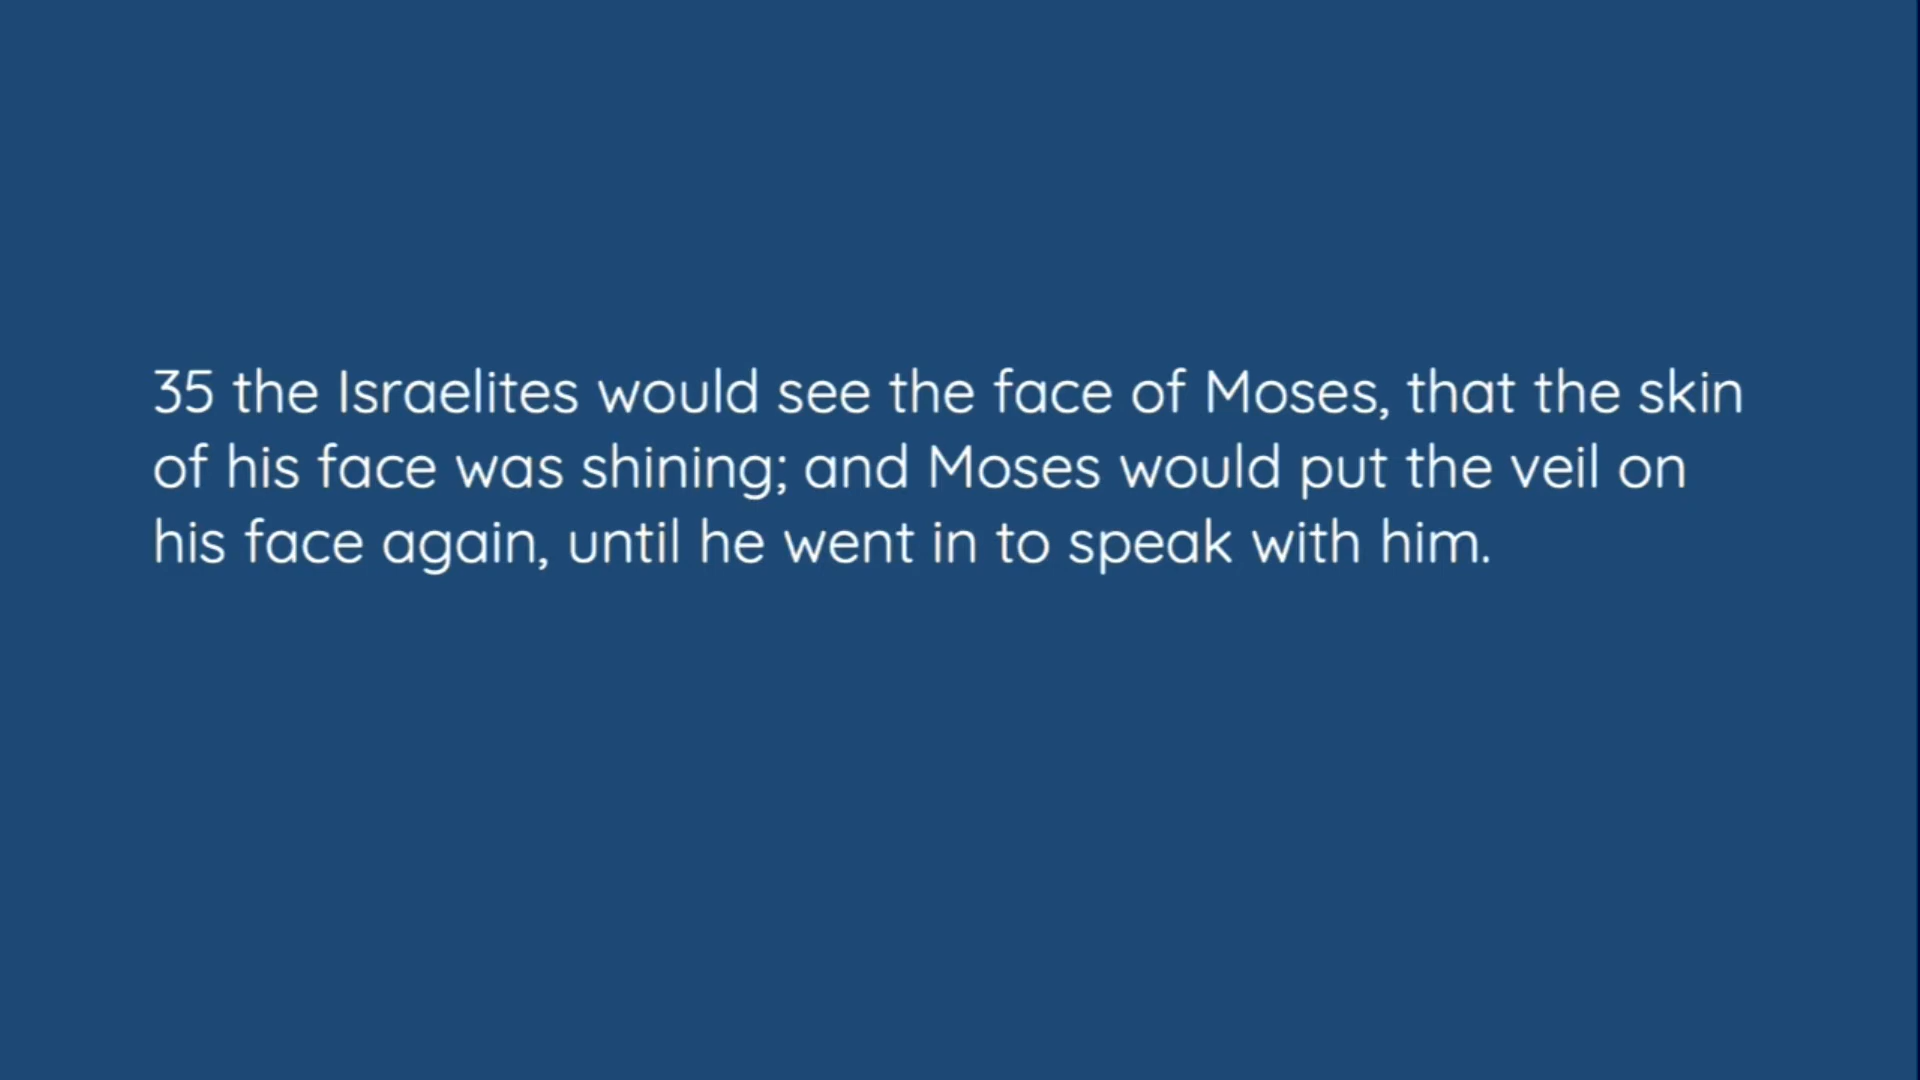 35 the Israelites would see the face of Moses, that the skin
of his face was shining; and Moses would put the veil on
his face again, until he went in to speak with him.